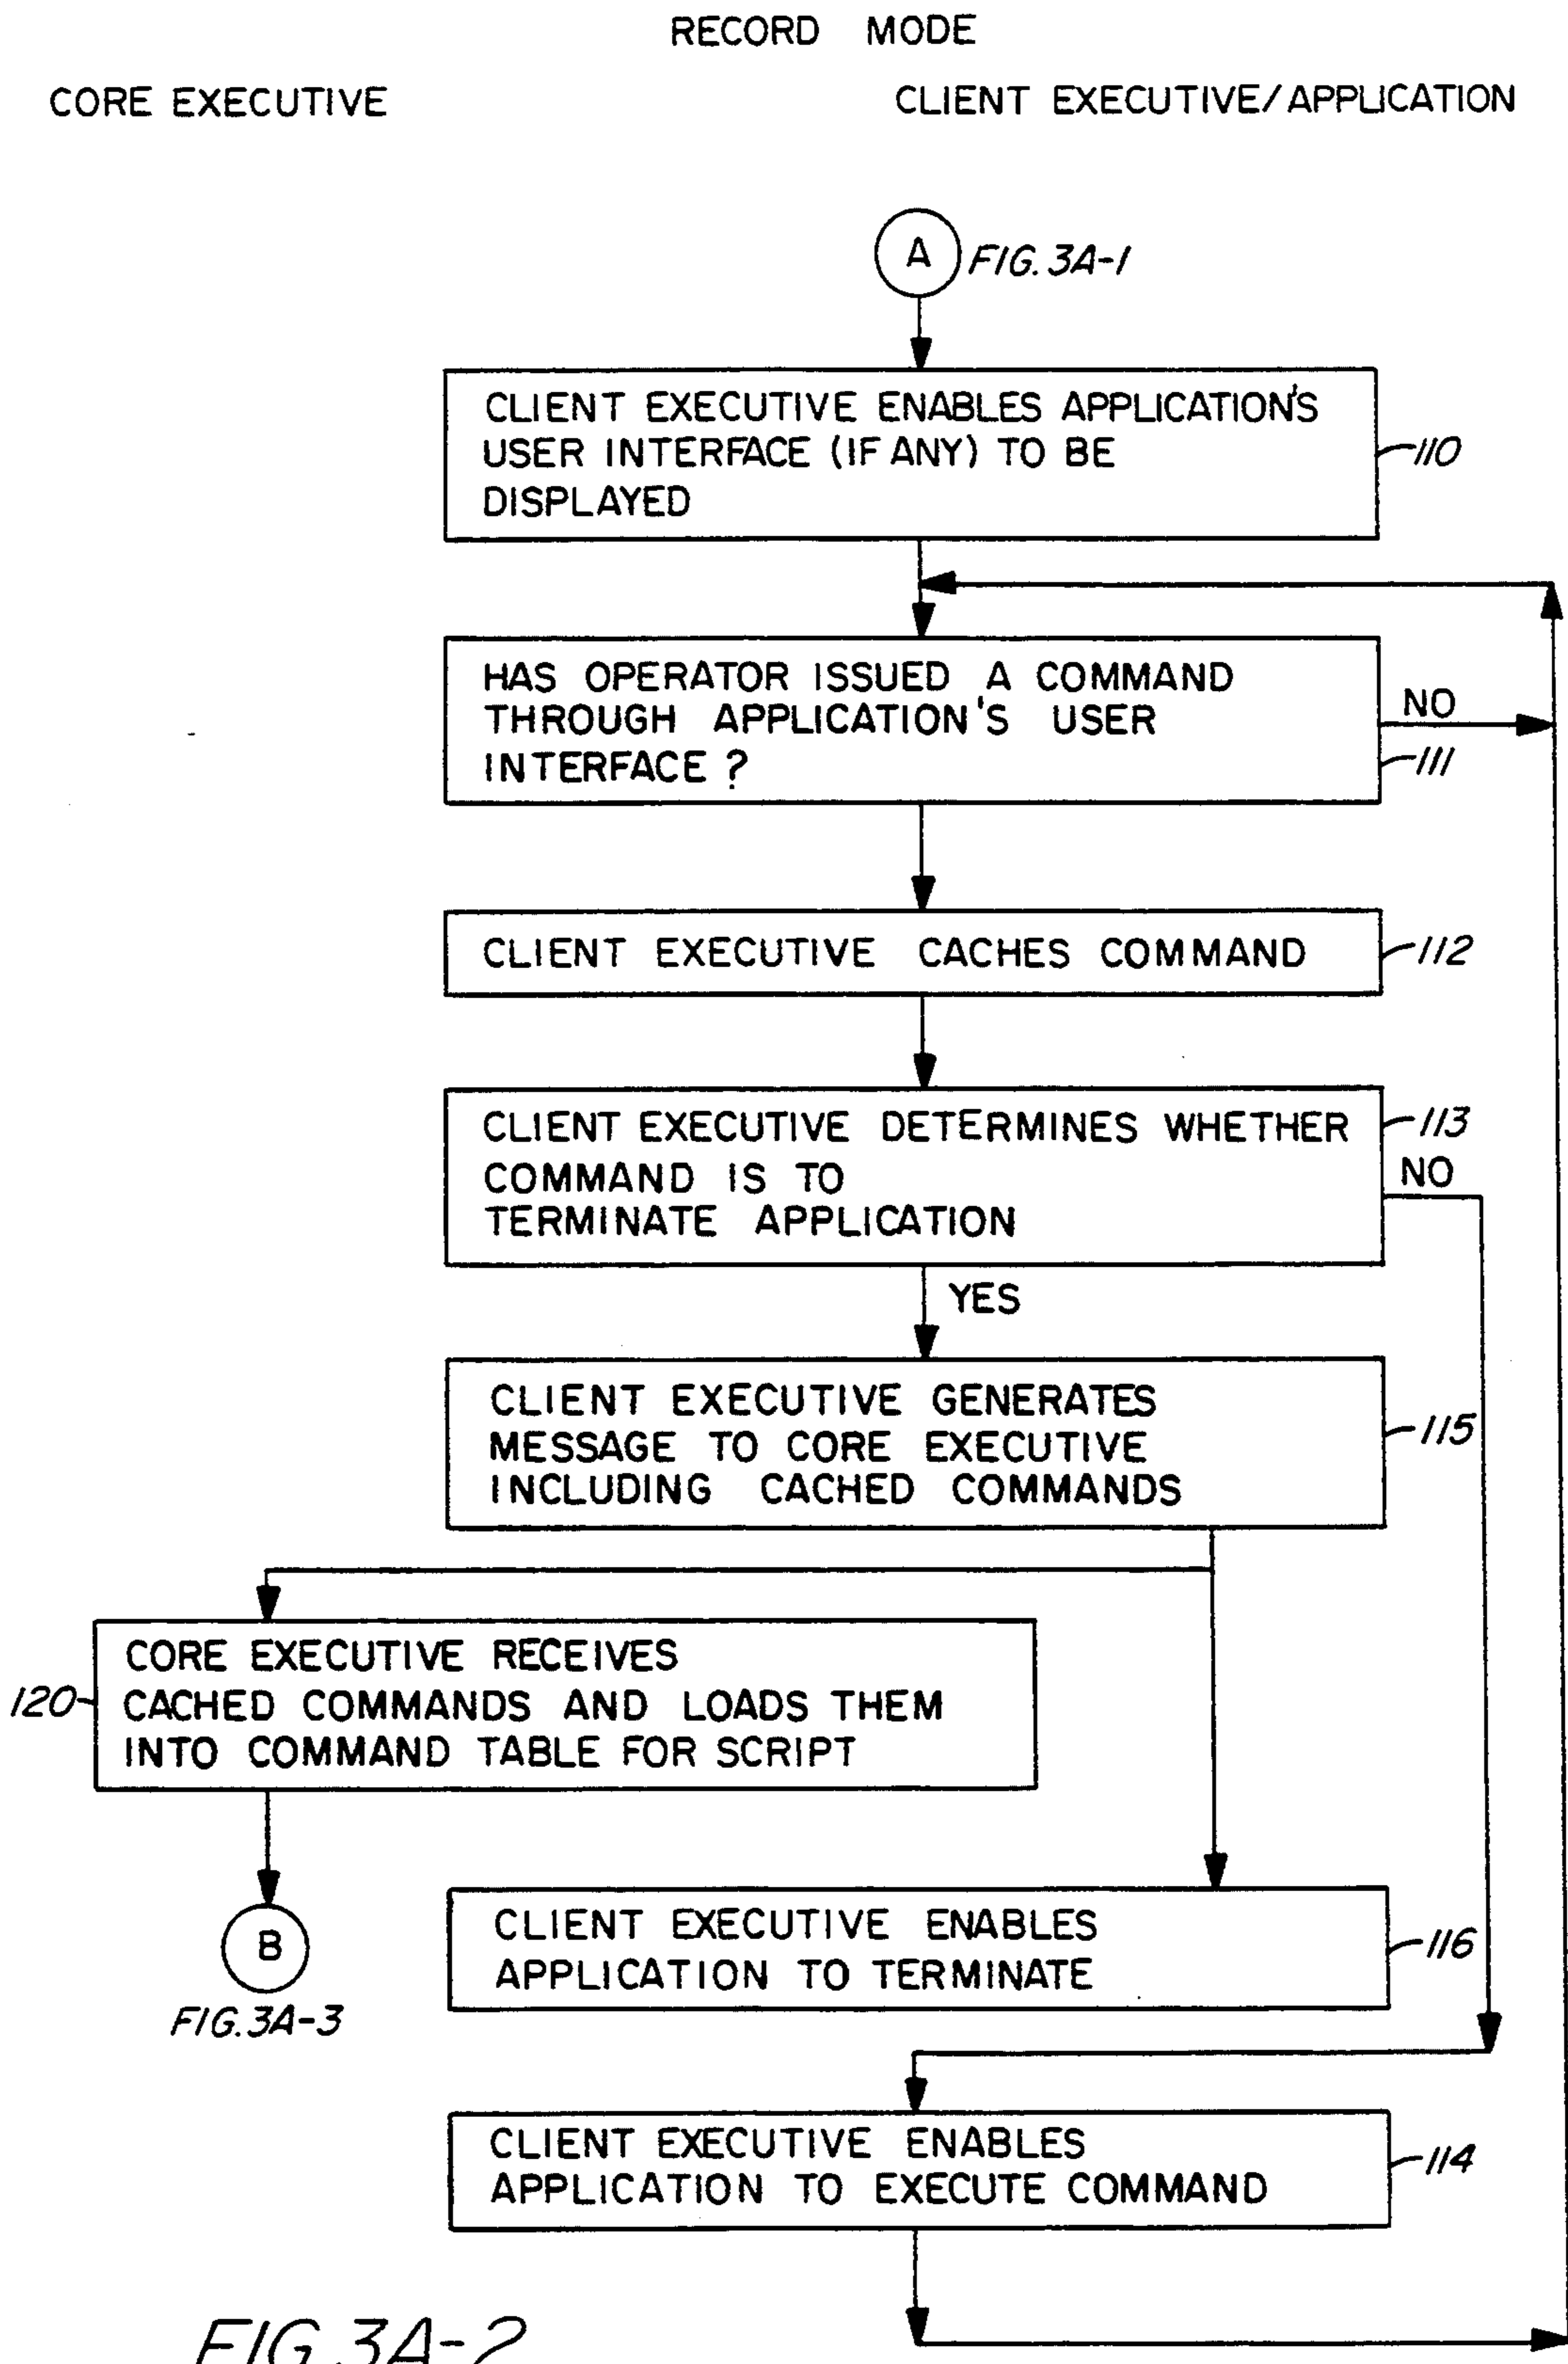 RECORD MODE
CORE EXECUTIVE
CLIENT EXECUTIVE/APPLICATION
A
FIG. 3A-1
CLIENT EXECUTIVE ENABLES APPLICATION'S
USER INTERFACE (IF ANY) TO BE
DISPLAYED
110
HAS OPERATOR ISSUED A COMMAND
THROUGH APPLICATION'S USER
INTERFACE ?
NO
111
CLIENT EXECUTIVE CACHES COMMAND
112
CLIENT EXECUTIVE DETERMINES WHETHER
COMMAND IS TO
TERMINATE APPLICATION
113
NO
YES
CLIENT EXECUTIVE GENERATES
MESSAGE TO CORE EXECUTIVE
INCLUDING CACHED COMMANDS
115
CORE EXECUTIVE RECEIVES
CACHED COMMANDS AND LOADS THEM
INTO COMMAND TABLE FOR SCRIPT
120
B
FIG. 3A-3
CLIENT EXECUTIVE ENABLES
APPLICATION TO TERMINATE
116
CLIENT EXECUTIVE ENABLES
APPLICATION TO EXECUTE COMMAND
114
FIG. 3A-2